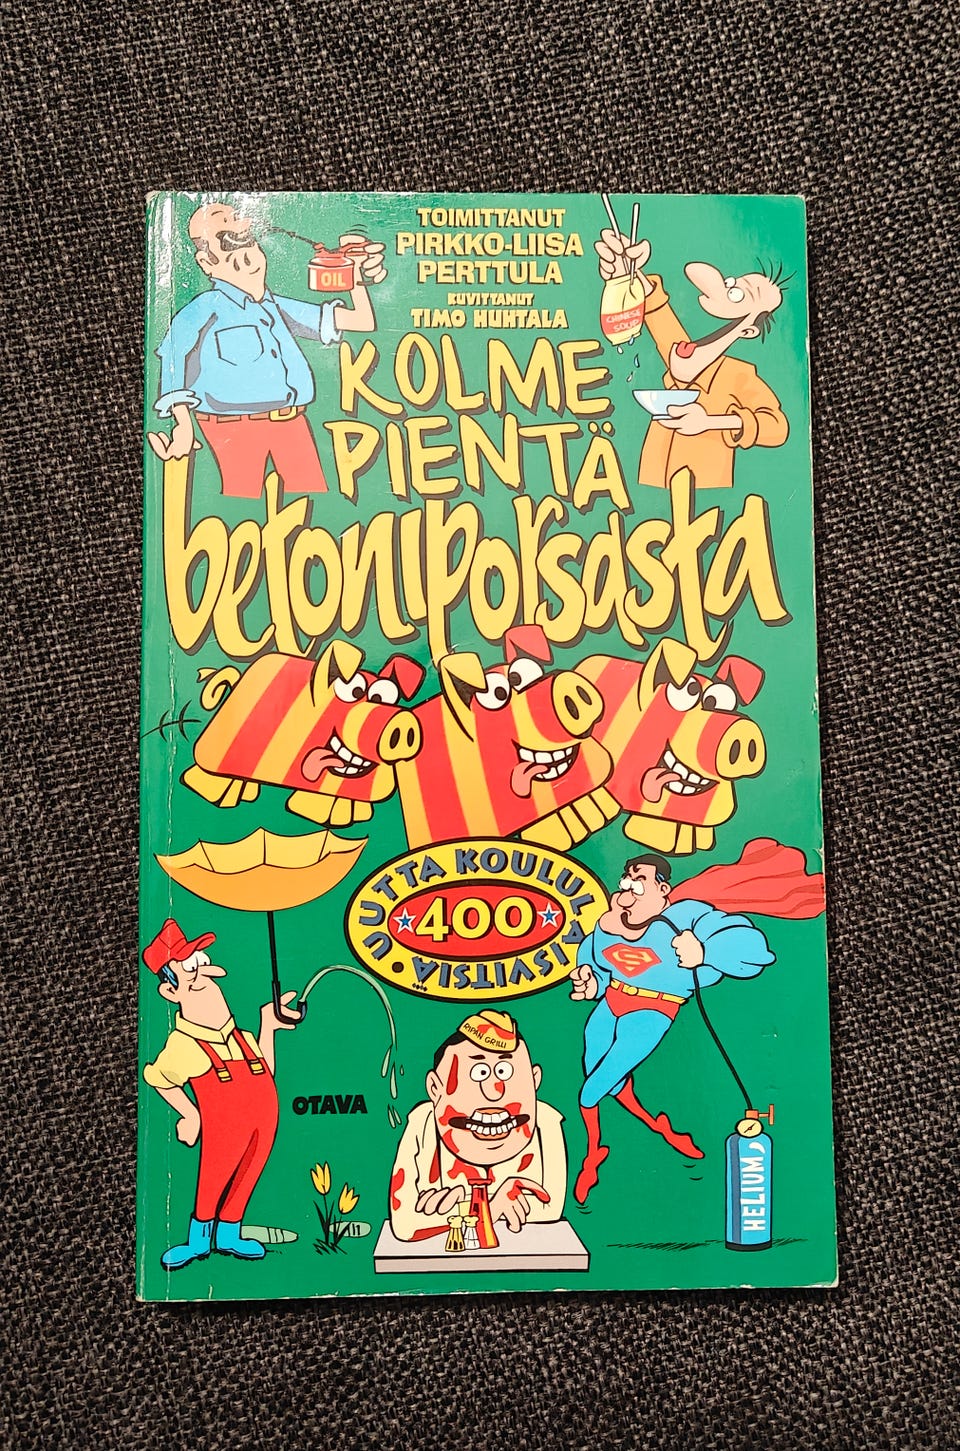 TOIMITTANUT
PIRKKO-LIISA
PERTTULA
KUVITTANUT
TIMO HUHTALA
OIL
CHINESE
SOUP
KOLME
PIENTÄ
betoniporsasta
UUTTA KOULULAISVITSIÄ
400
S
RIPAN GRILLI
OTAVA
HELIUM